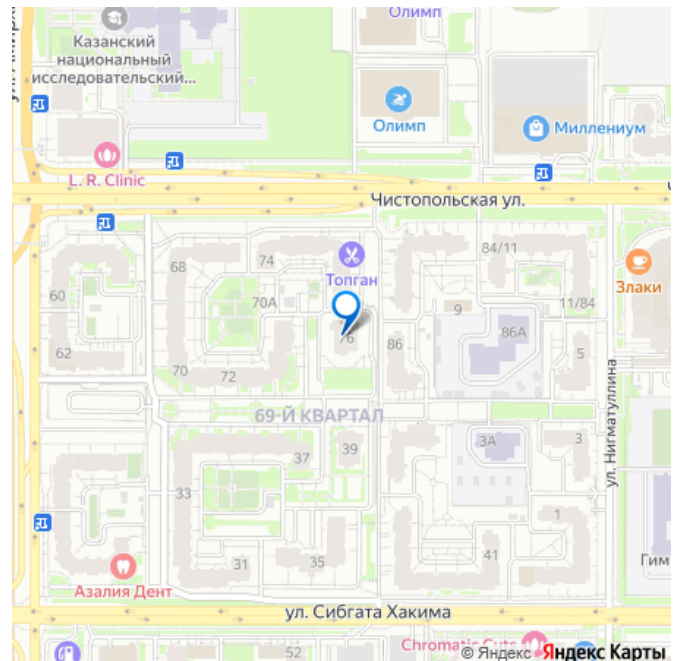 Олимп
Казанский
национальный
исследовательский...
Олимп
Миллениум
L. R. Clinic
Чистопольская ул.
84/11
74
68
Топган
Злаки
60
70А
9
11/84
76
86
86А
62
5
70
72
ул. Нигматуллина
69-Й КВАРТАЛ
3А
3
39
37
33
1
41
31
35
Гим
Азалия Дент
ул. Сибгата Хакима
52
Chromatic Cuts
© Яндекс Яндекс Карты